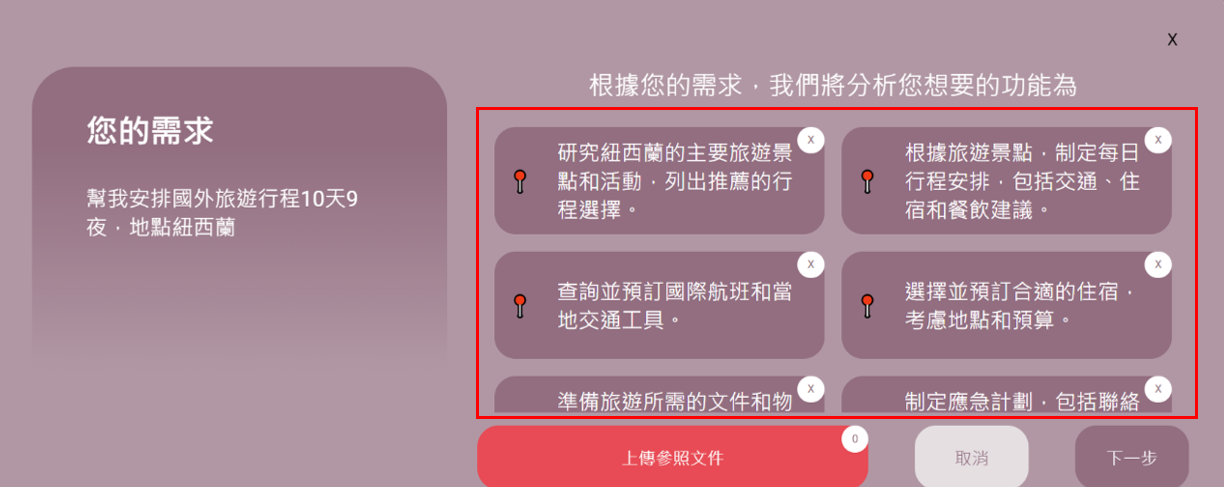 X
根據您的需求，我們將分析您想要的功能為
您的需求
幫我安排國外旅遊行程10天9
夜，地點紐西蘭
X
研究紐西蘭的主要旅遊景
點和活動，列出推薦的行
程選擇。
X
根據旅遊景點，制定每日
行程安排，包括交通、住
宿和餐飲建議。
X
查詢並預訂國際航班和當
地交通工具。
X
選擇並預訂合適的住宿，
考慮地點和預算。
X
準備旅遊所需的文件和物
X
制定應急計劃，包括聯絡
上傳參照文件
0
取消
下一步